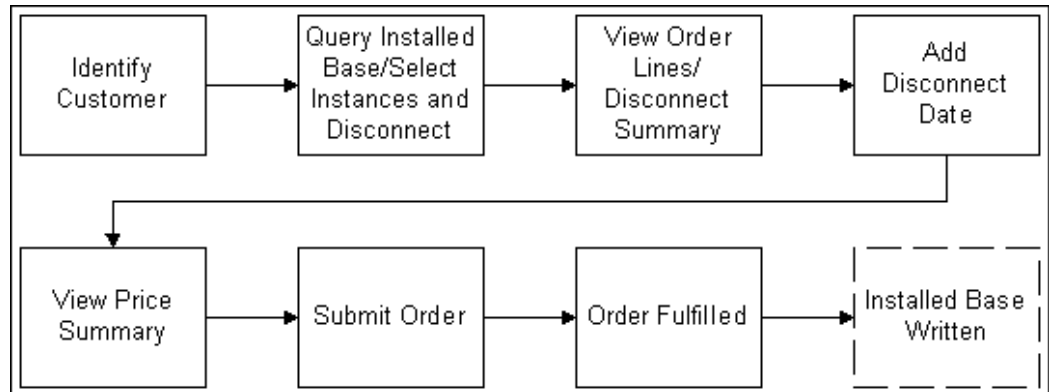 Identify
Customer
Query Installed
Base/Select
Instances and
Disconnect
View Order
Lines/
Disconnect
Summary
Add
Disconnect
Date
View Price
Summary
Submit Order
Order Fulfilled
Installed Base
Written